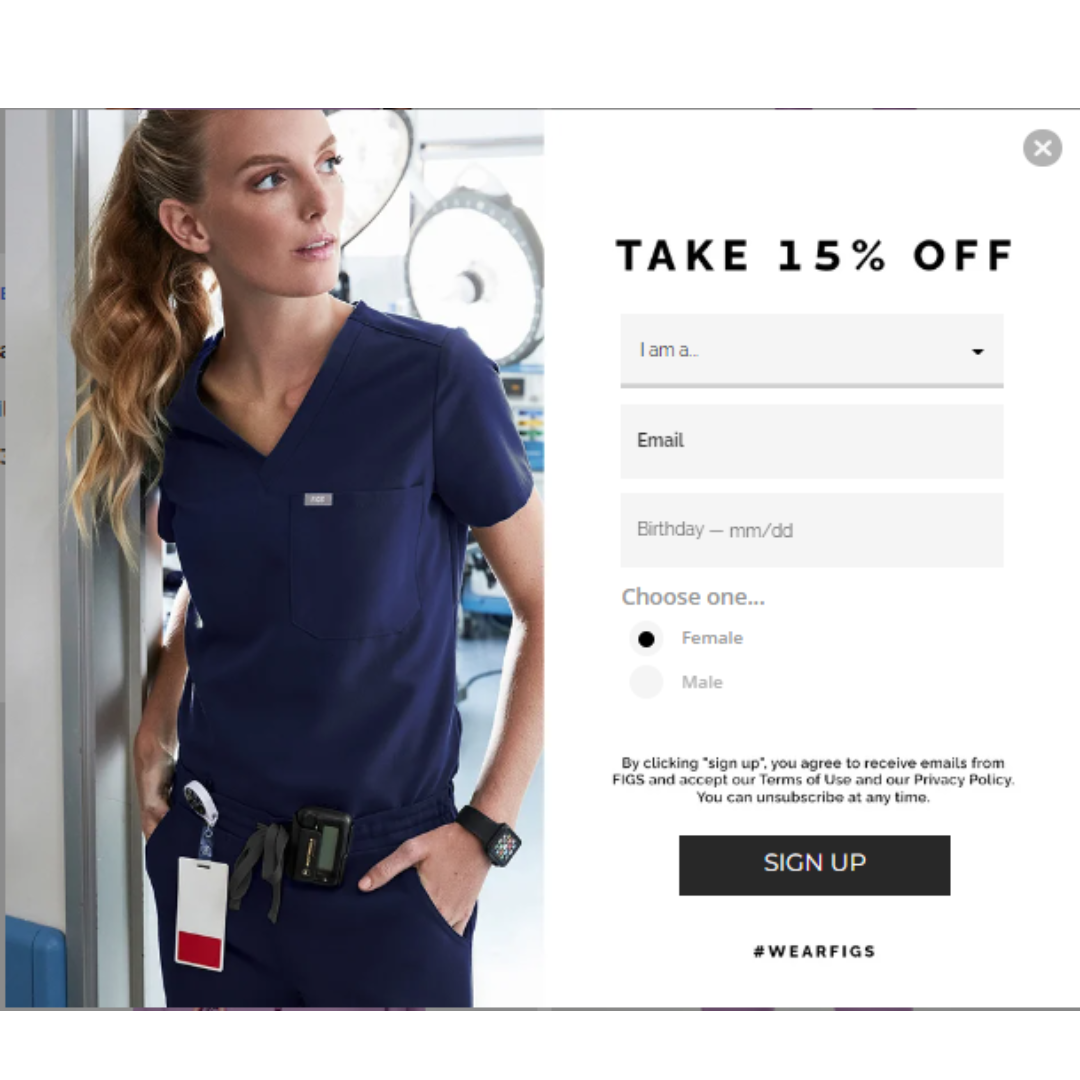 TAKE 15% OFF
I am a...
Email
Birthday — mm/dd
Choose one...
Female
Male
By clicking "sign up", you agree to receive emails from
FIGS and accept our Terms of Use and our Privacy Policy.
You can unsubscribe at any time.
SIGN UP
#WEARFIGS